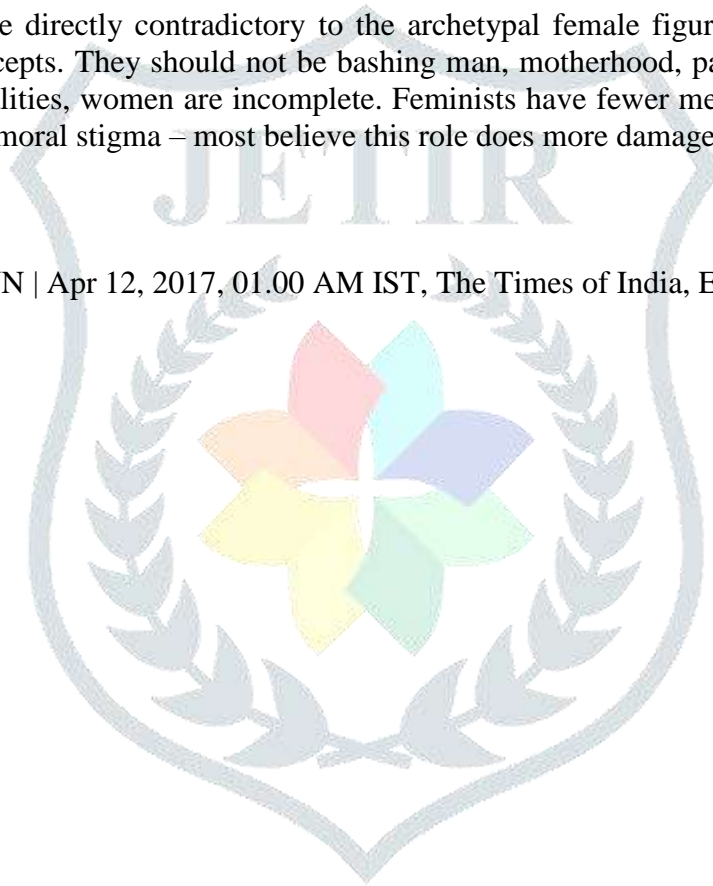 e directly contradictory to the archetypal female figur
cepts. They should not be bashing man, motherhood, pa
alities, women are incomplete. Feminists have fewer me
moral stigma – most believe this role does more damage
JETIR
N | Apr 12, 2017, 01.00 AM IST, The Times of India, E